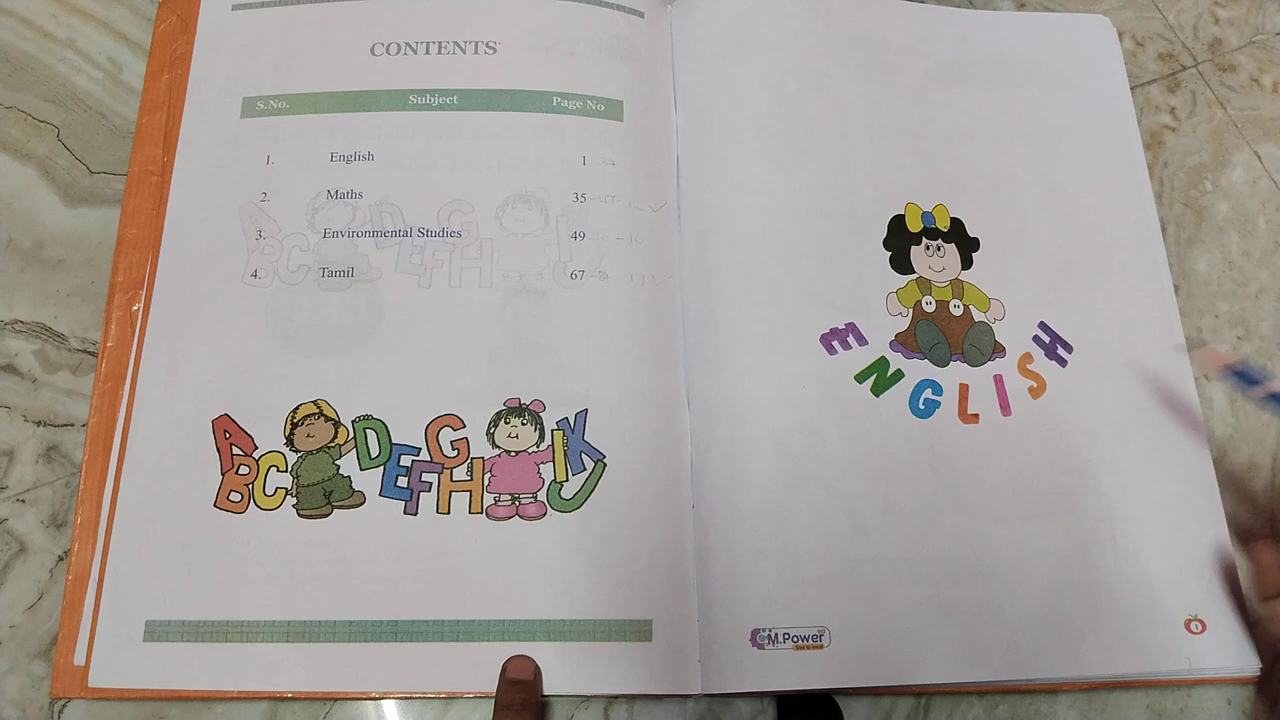 CONTENTS
S.No. Subject Page No
1. English 1
2. Maths 35
3. Environmental Studies 49
4. Tamil 67
A B C D E F G H I J K
ENGLISH
CM.Power
1